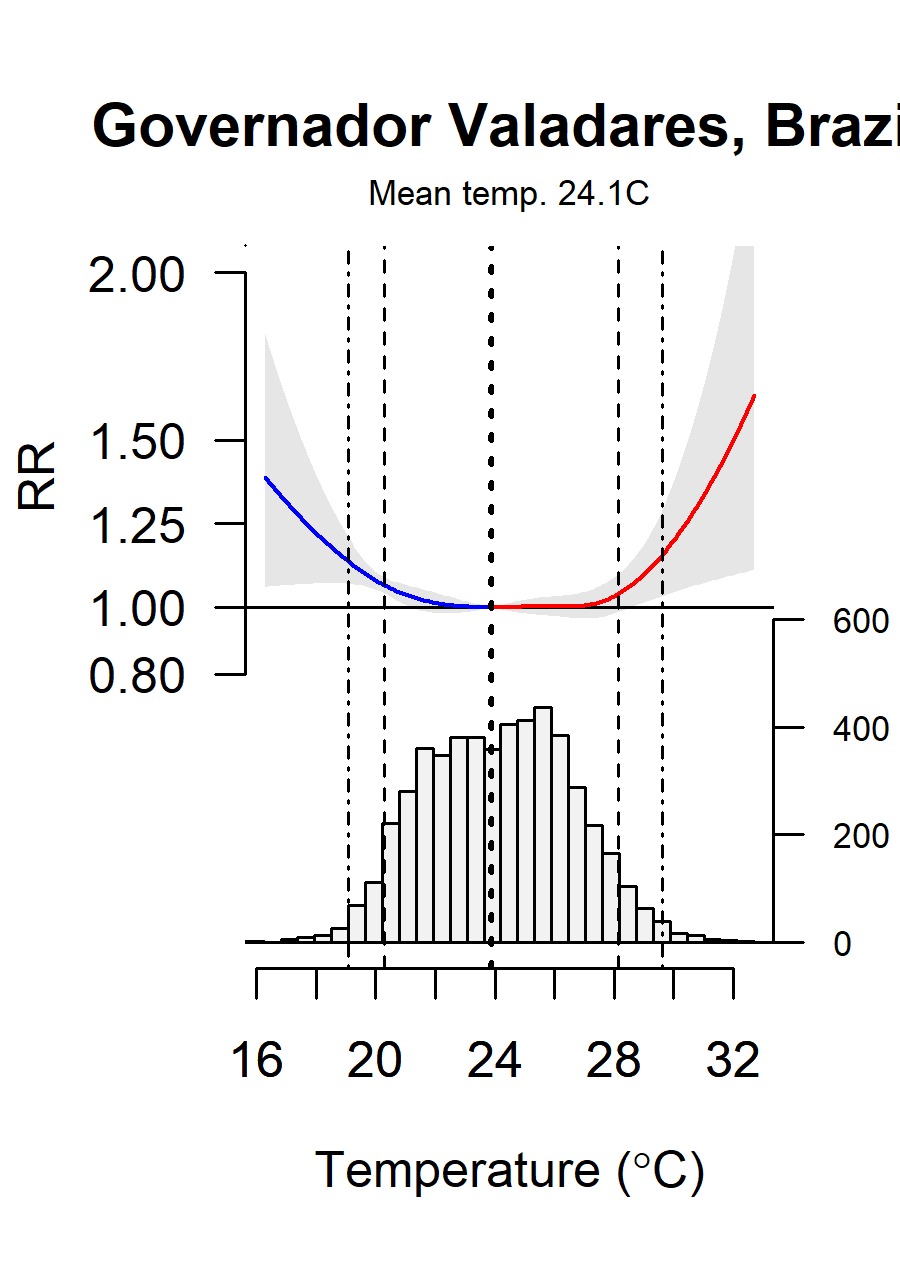 Governador Valadares, Brazi
Mean temp. 24.1C
RR
2.00
1.50
1.25
1.00
0.80
600
400
200
0
16 20 24 28 32
Temperature (°C)